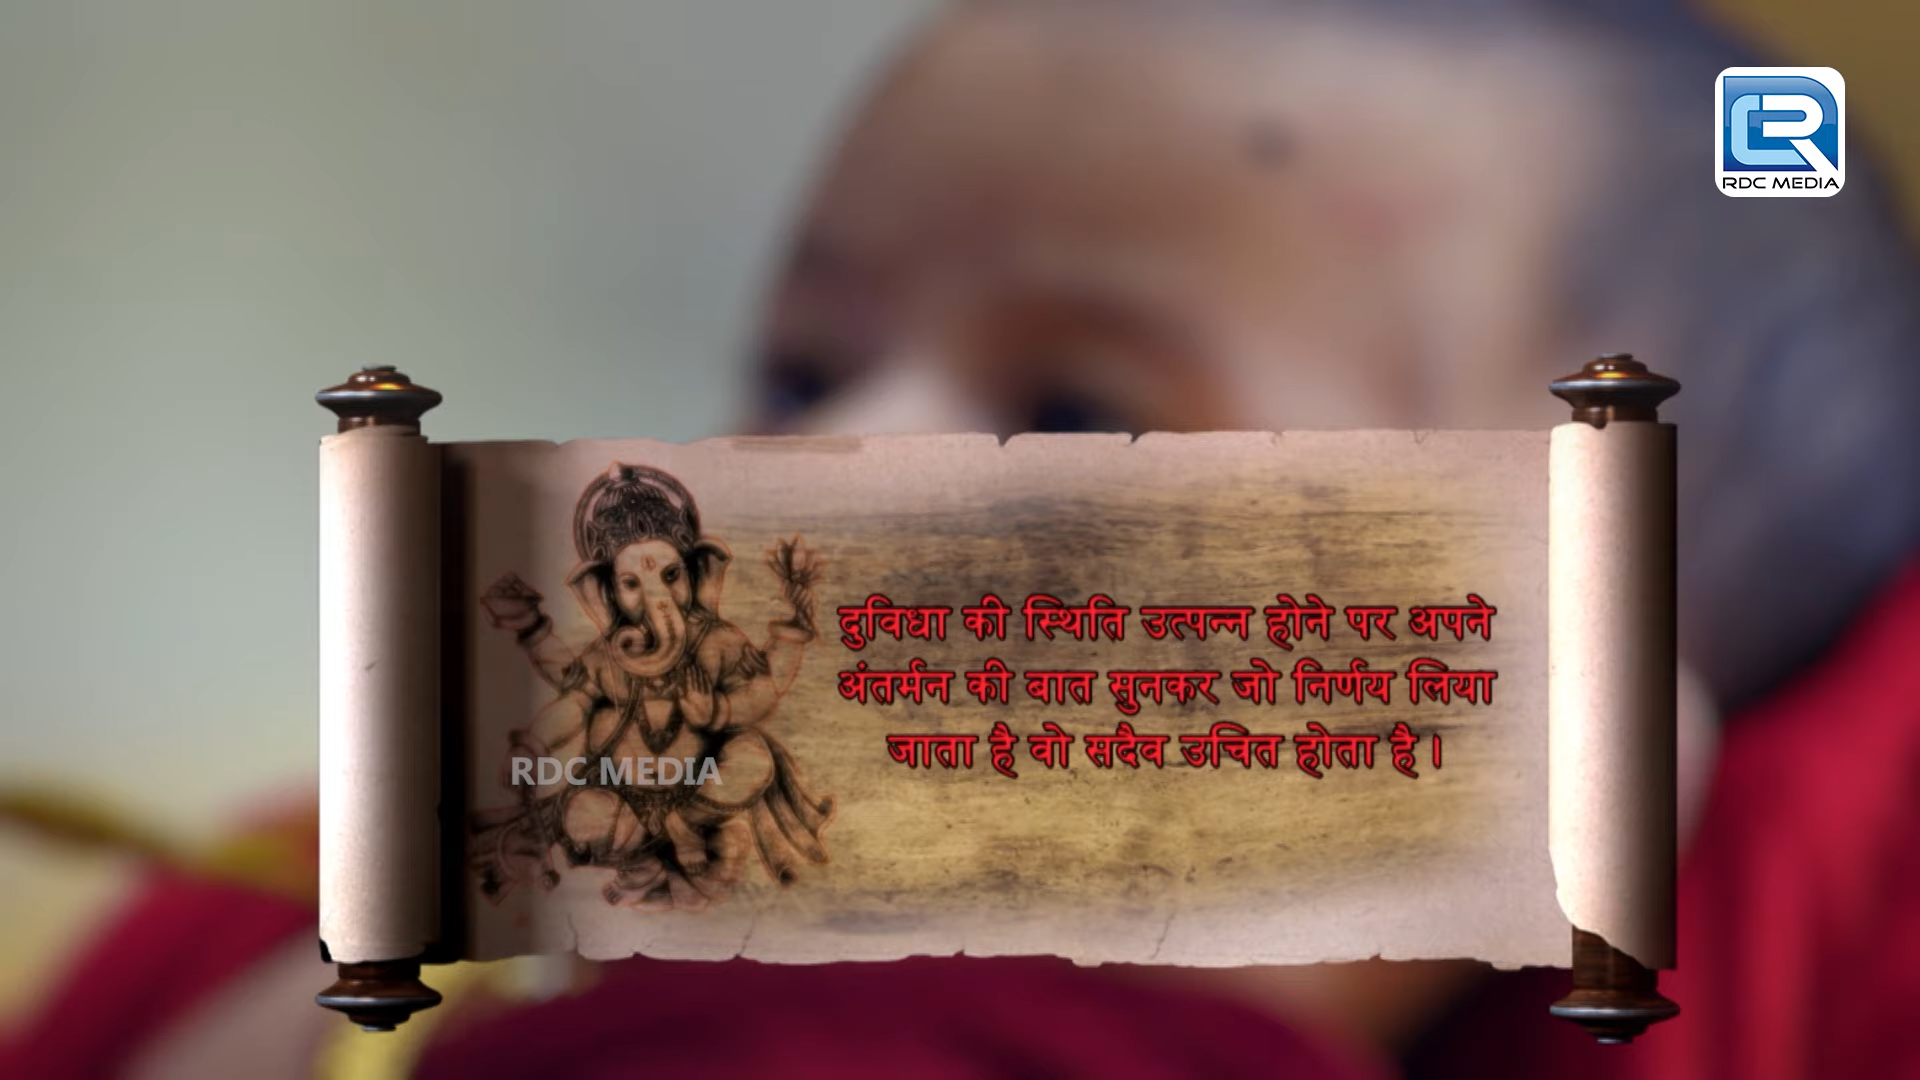 RDC MEDIA
दुविधा की स्थिति उत्पन्न होने पर अपने
अंतर्मन की बात सुनकर जो निर्णय लिया
जाता है वो सदैव उचित होता है।
RDC MEDIA